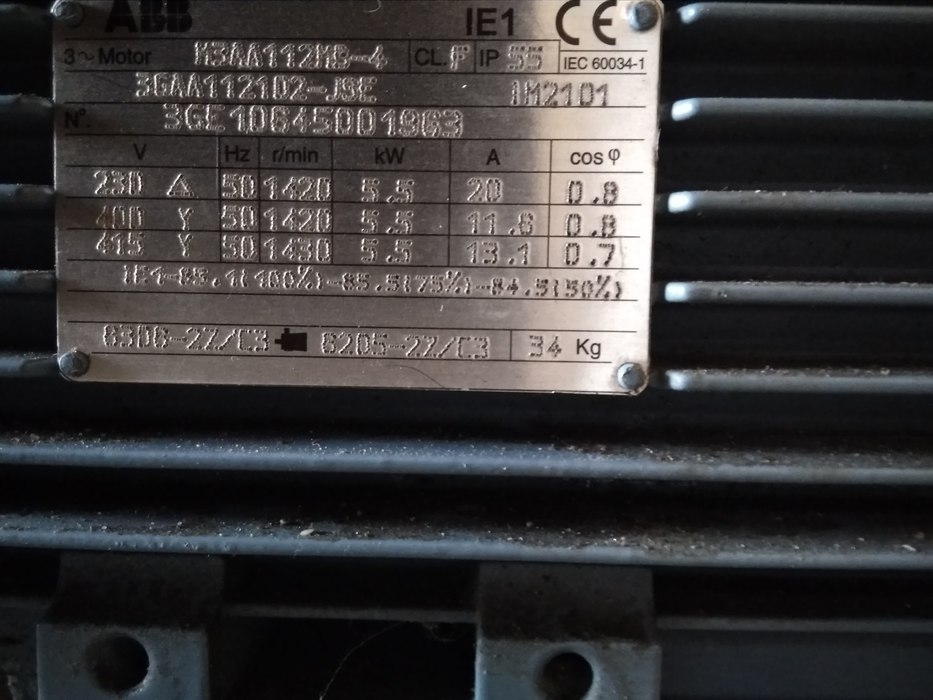 ABB IE1 CE
3~Motor M3AA112MB-4 CL.F IP 55 IEC 60034-1
3GAA112102-JSE IM2101
Nº. 3GE10645001963
V Hz r/min kW A cos φ
230 Δ 50 1420 5.5 20 0.8
400 Y 50 1420 5.5 11.6 0.8
415 Y 50 1430 5.5 13.1 0.7
IE1-85.1(100%)-85.5(75%)-84.5(50%)
6306-2Z/C3 6205-2Z/C3 34 Kg